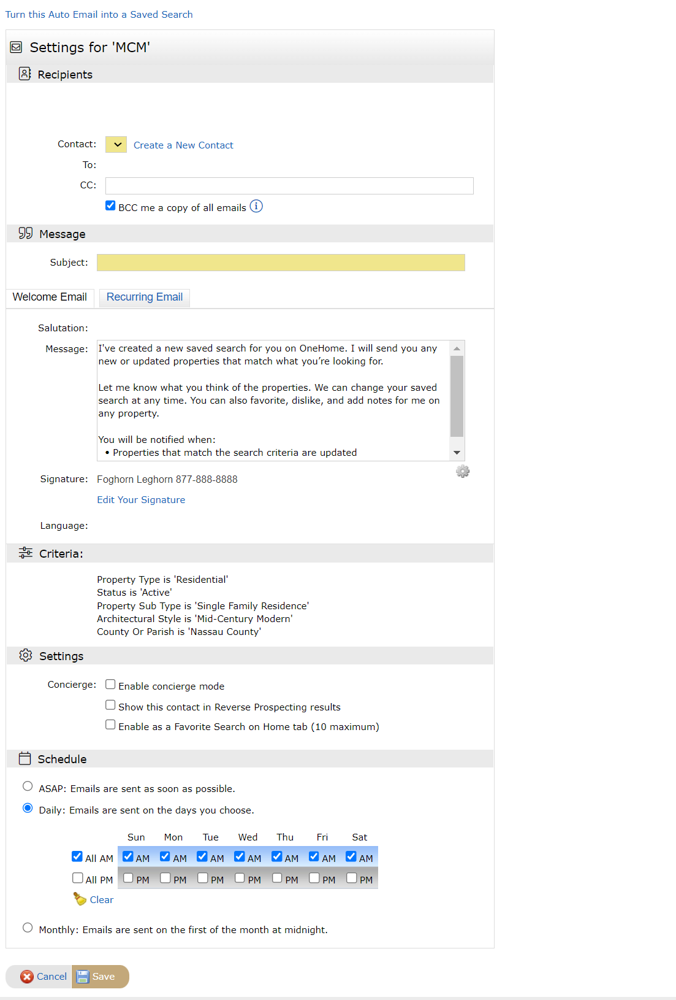 Turn this Auto Email into a Saved Search
Settings for 'MCM'
Recipients
Contact:
Create a New Contact
To:
CC:
BCC me a copy of all emails
Message
Subject:
Welcome Email
Recurring Email
Salutation:
Message:
I've created a new saved search for you on OneHome. I will send you any
new or updated properties that match what you’re looking for.
Let me know what you think of the properties. We can change your saved
search at any time. You can also favorite, dislike, and add notes for me on
any property.
You will be notified when:
• Properties that match the search criteria are updated
Signature: Foghorn Leghorn 877-888-8888
Edit Your Signature
Language:
Criteria:
Property Type is 'Residential'
Status is 'Active'
Property Sub Type is 'Single Family Residence'
Architectural Style is 'Mid-Century Modern'
County Or Parish is 'Nassau County'
Settings
Concierge: Enable concierge mode
Show this contact in Reverse Prospecting results
Enable as a Favorite Search on Home tab (10 maximum)
Schedule
ASAP: Emails are sent as soon as possible.
Daily: Emails are sent on the days you choose.
Sun Mon Tue Wed Thu Fri Sat
All AM AM AM AM AM AM AM AM
All PM PM PM PM PM PM PM PM
Clear
Monthly: Emails are sent on the first of the month at midnight.
Cancel Save